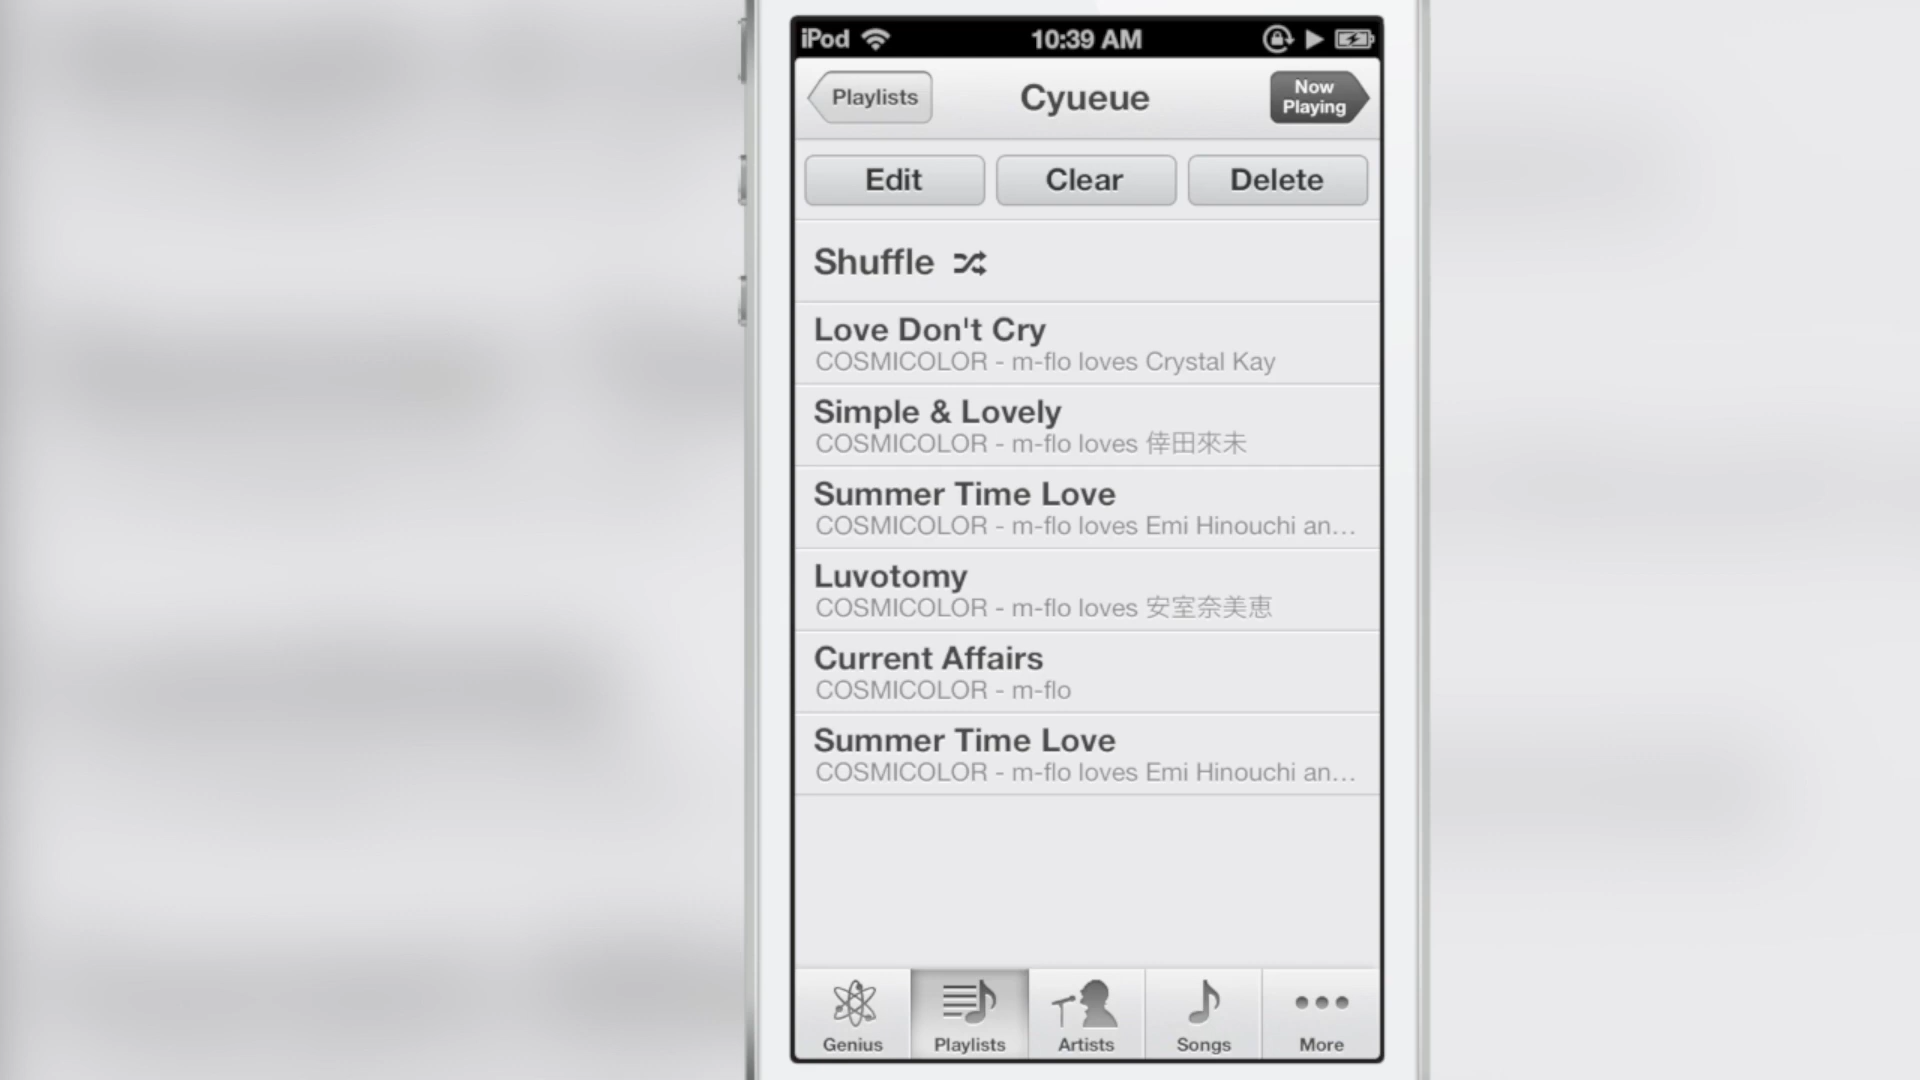 iPod 10:39 AM
Playlists Cyueue Now Playing
Edit Clear Delete
Shuffle
Love Don't Cry
COSMICOLOR - m-flo loves Crystal Kay
Simple & Lovely
COSMICOLOR - m-flo loves 倖田來未
Summer Time Love
COSMICOLOR - m-flo loves Emi Hinouchi an...
Luvotomy
COSMICOLOR - m-flo loves 安室奈美恵
Current Affairs
COSMICOLOR - m-flo
Summer Time Love
COSMICOLOR - m-flo loves Emi Hinouchi an...
Genius Playlists Artists Songs More